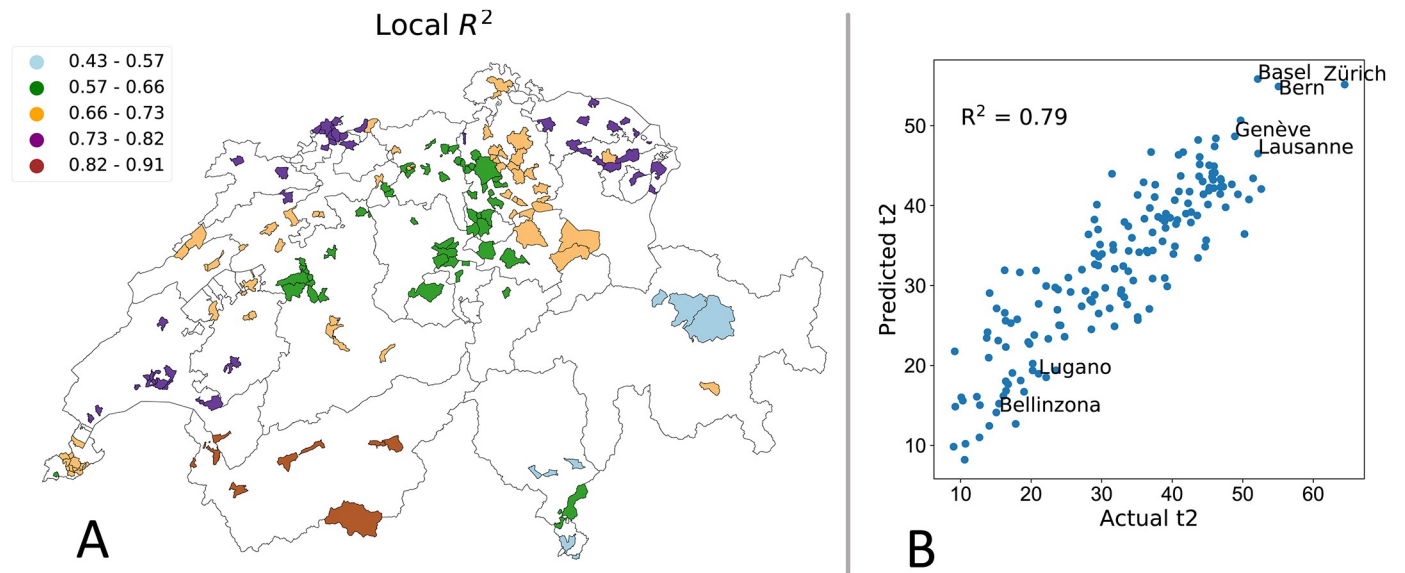 Local R²
0.43 - 0.57
0.57 - 0.66
0.66 - 0.73
0.73 - 0.82
0.82 - 0.91
A
R² = 0.79
Basel
Zürich
Bern
Genève
Lausanne
Lugano
Bellinzona
Predicted t2
50
40
30
20
10
10 20 30 40 50 60
Actual t2
B